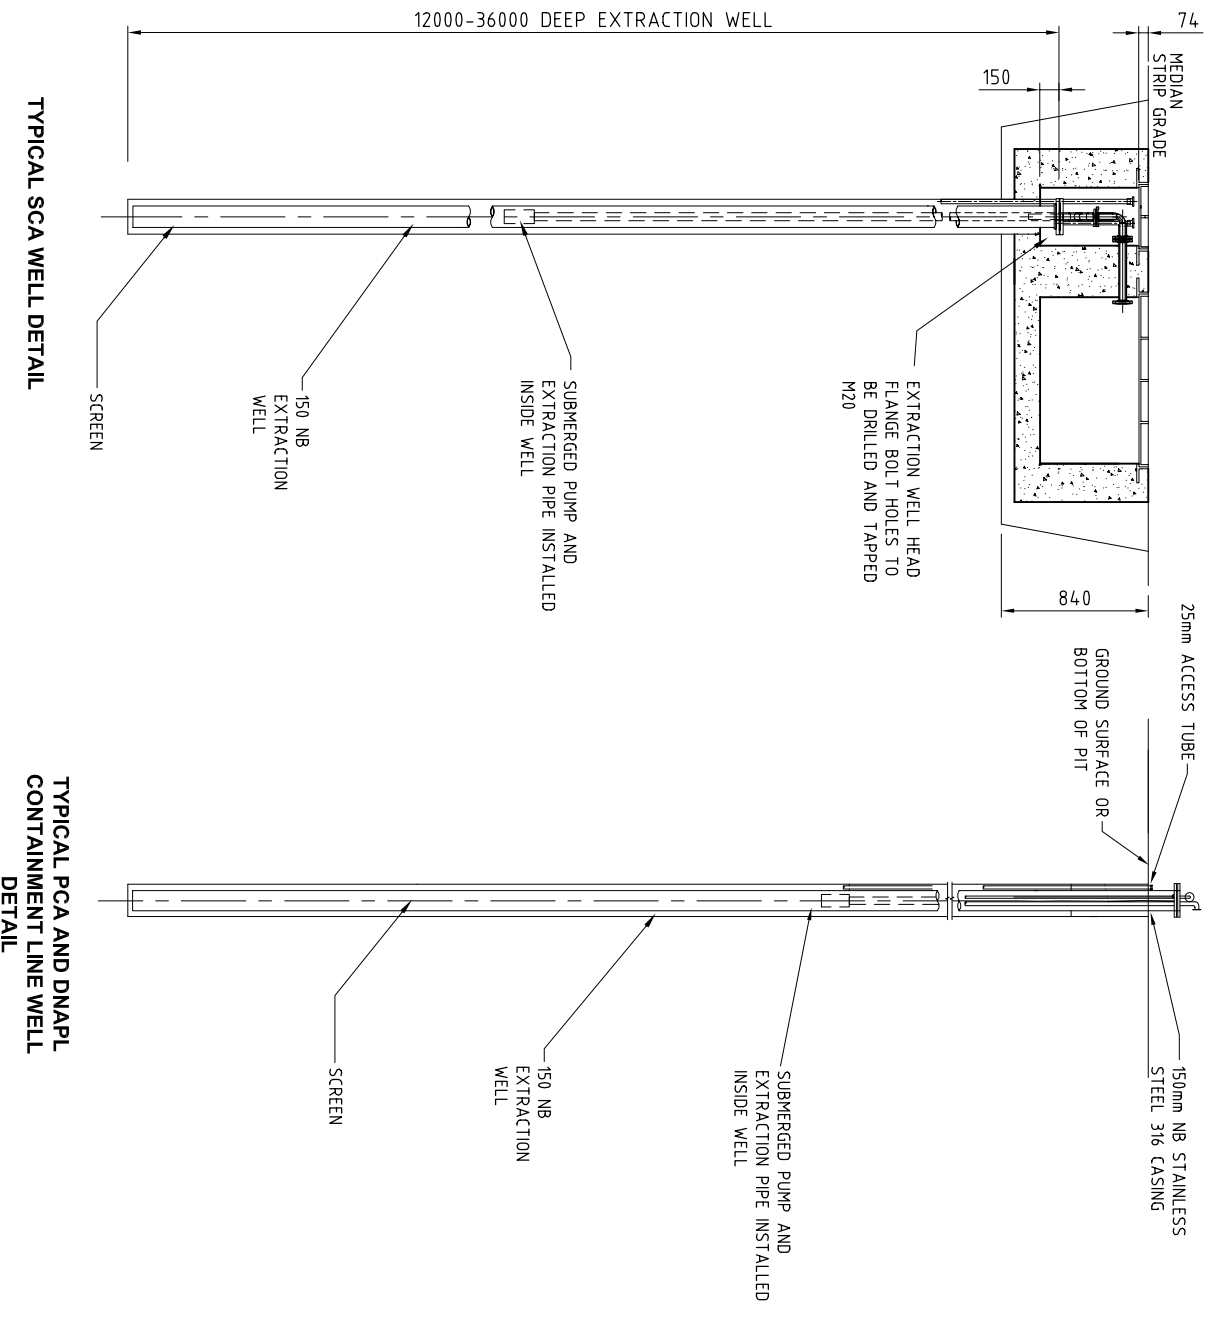 12000-36000 DEEP EXTRACTION WELL
74
MEDIAN
STRIP GRADE
150
EXTRACTION WELL HEAD
FLANGE BOLT HOLES TO
BE DRILLED AND TAPPED
M20
SUBMERGED PUMP AND
EXTRACTION PIPE INSTALLED
INSIDE WELL
150 NB
EXTRACTION
WELL
SCREEN
840
TYPICAL SCA WELL DETAIL
25mm ACCESS TUBE
GROUND SURFACE OR
BOTTOM OF PIT
150mm NB STAINLESS
STEEL 316 CASING
SUBMERGED PUMP AND
EXTRACTION PIPE INSTALLED
INSIDE WELL
150 NB
EXTRACTION
WELL
SCREEN
TYPICAL PCA AND DNAPL
CONTAINMENT LINE WELL
DETAIL